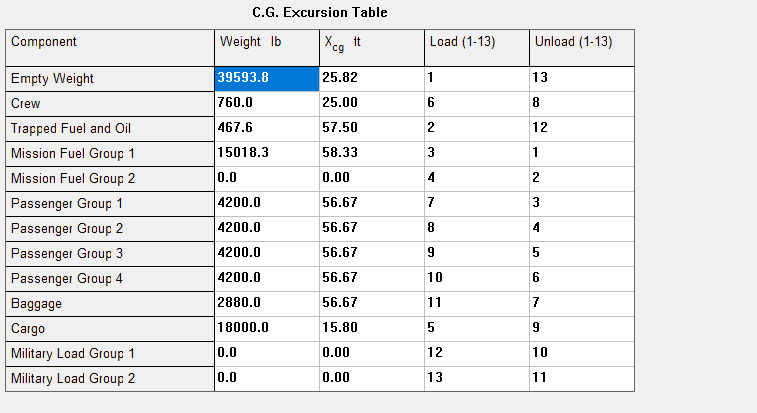 C.G. Excursion Table
Component Weight lb Xcg ft Load (1-13) Unload (1-13)
Empty Weight 39593.8 25.82 1 13
Crew 760.0 25.00 6 8
Trapped Fuel and Oil 467.6 57.50 2 12
Mission Fuel Group 1 15018.3 58.33 3 1
Mission Fuel Group 2 0.0 0.00 4 2
Passenger Group 1 4200.0 56.67 7 3
Passenger Group 2 4200.0 56.67 8 4
Passenger Group 3 4200.0 56.67 9 5
Passenger Group 4 4200.0 56.67 10 6
Baggage 2880.0 56.67 11 7
Cargo 18000.0 15.80 5 9
Military Load Group 1 0.0 0.00 12 10
Military Load Group 2 0.0 0.00 13 11